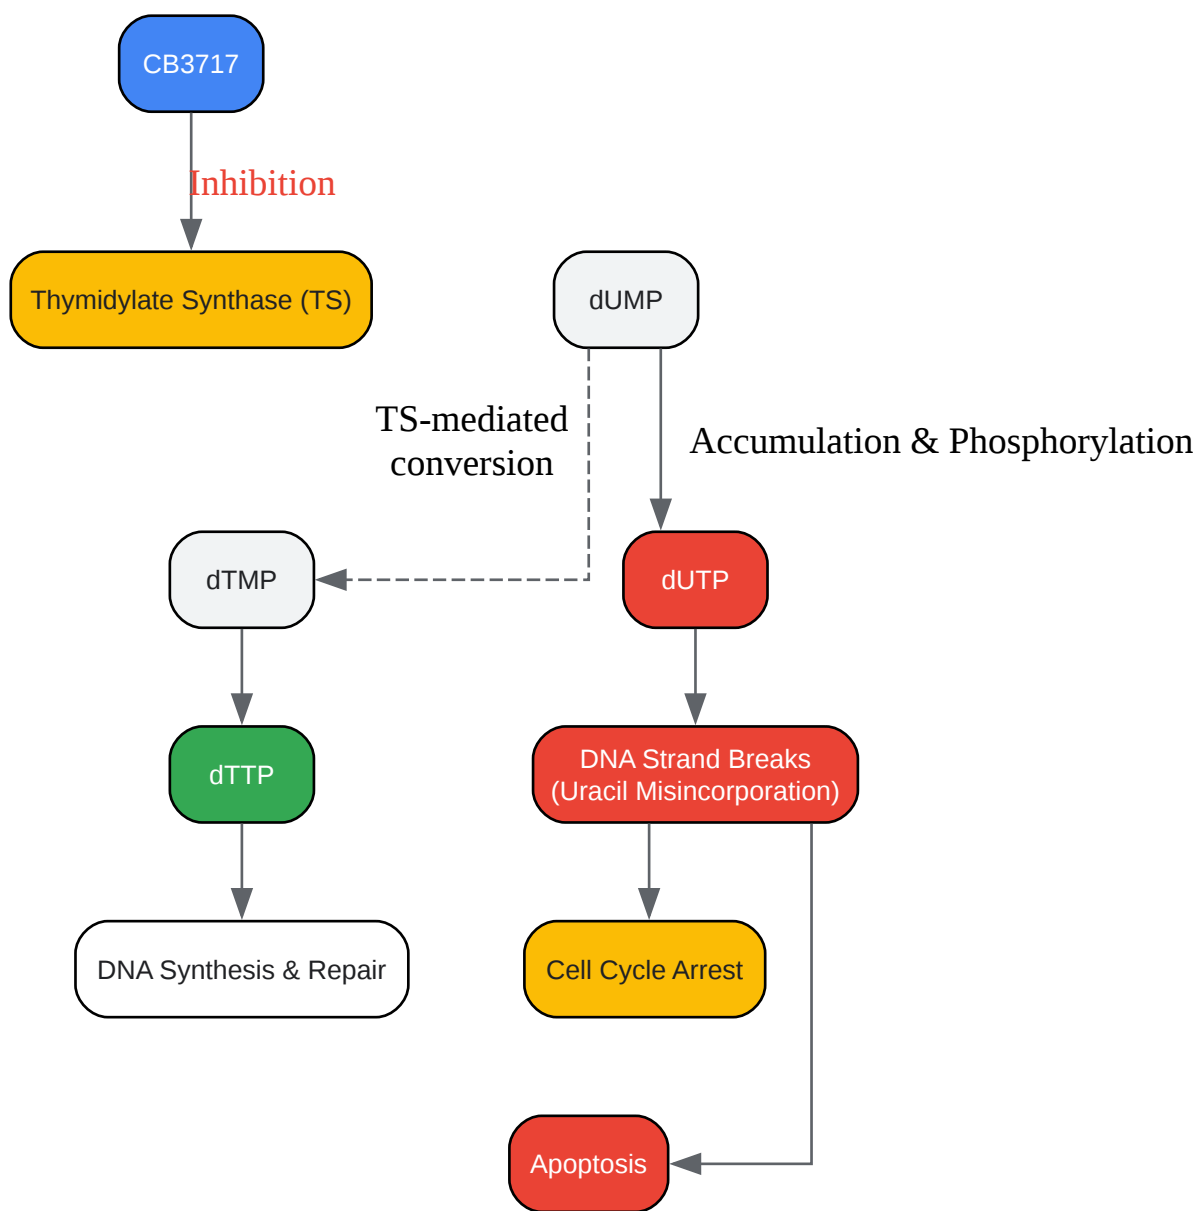 CB3717
Inhibition
Thymidylate Synthase (TS)
dUMP
TS-mediated
conversion
Accumulation & Phosphorylation
dTMP
dUTP
dTTP
DNA Strand Breaks
(Uracil Misincorporation)
DNA Synthesis & Repair
Cell Cycle Arrest
Apoptosis